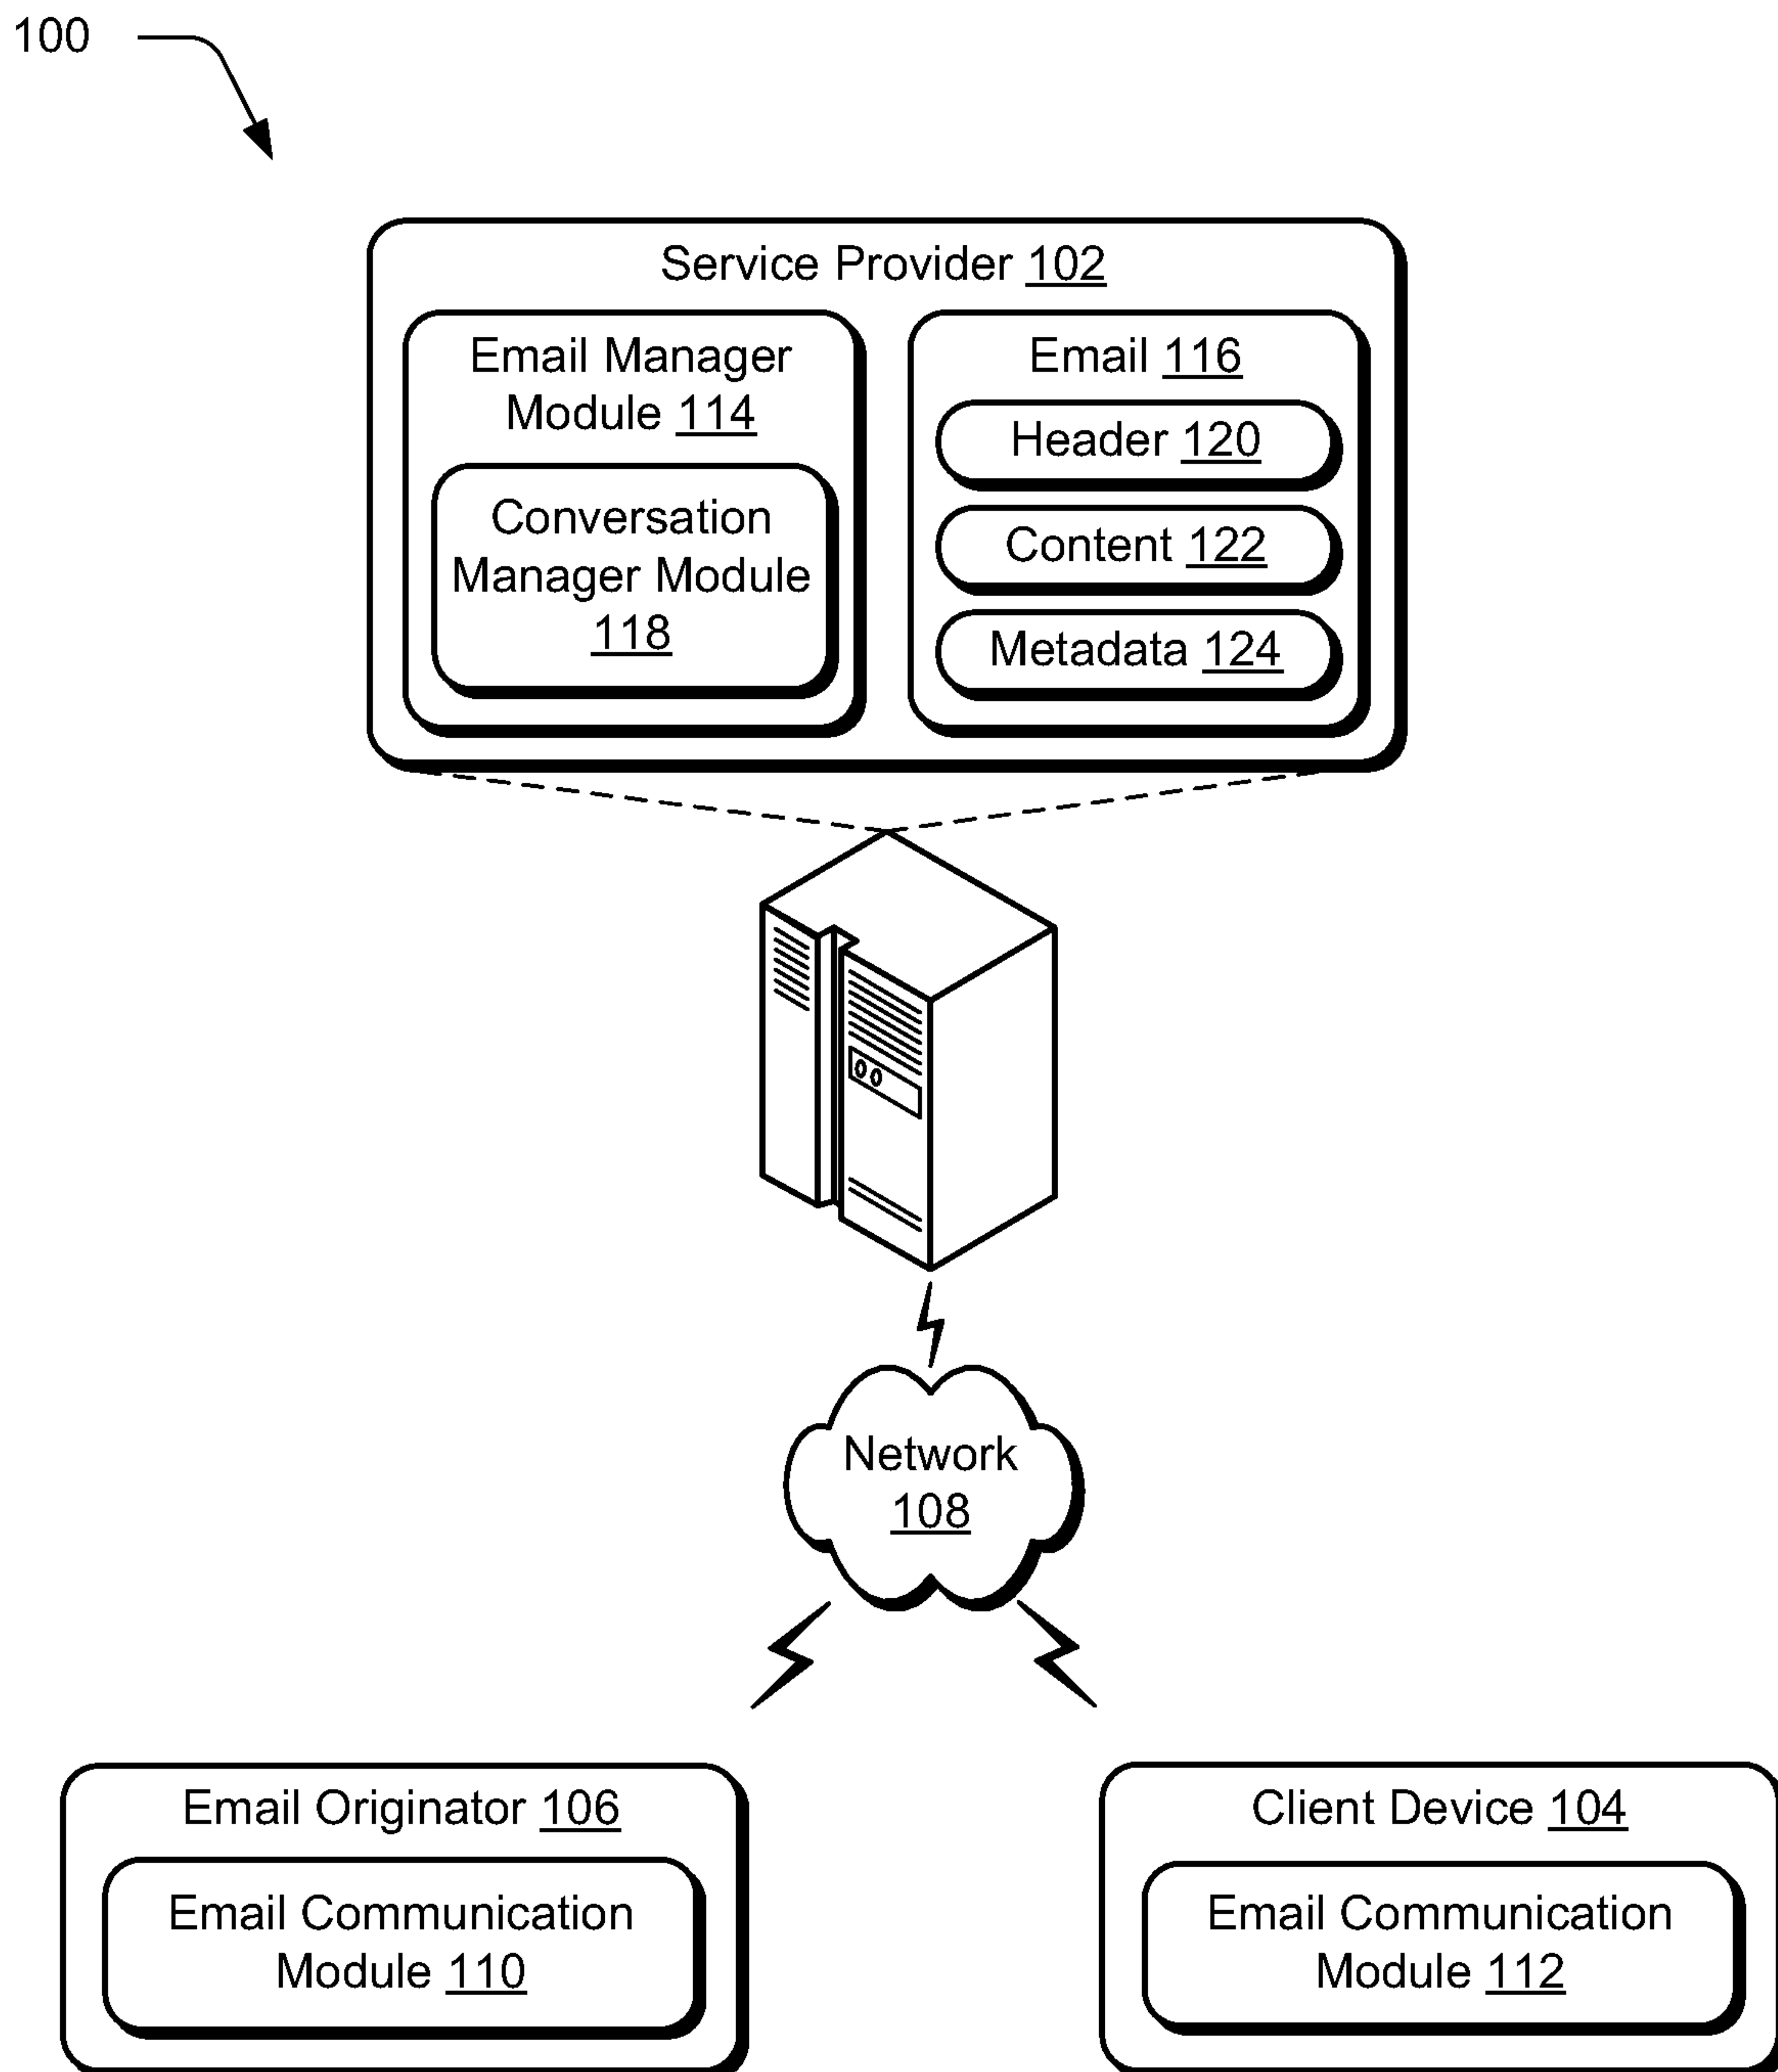 100
Service Provider 102
Email Manager
Module 114
Conversation
Manager Module
118
Email 116
Header 120
Content 122
Metadata 124
Network
108
Email Originator 106
Email Communication
Module 110
Client Device 104
Email Communication
Module 112